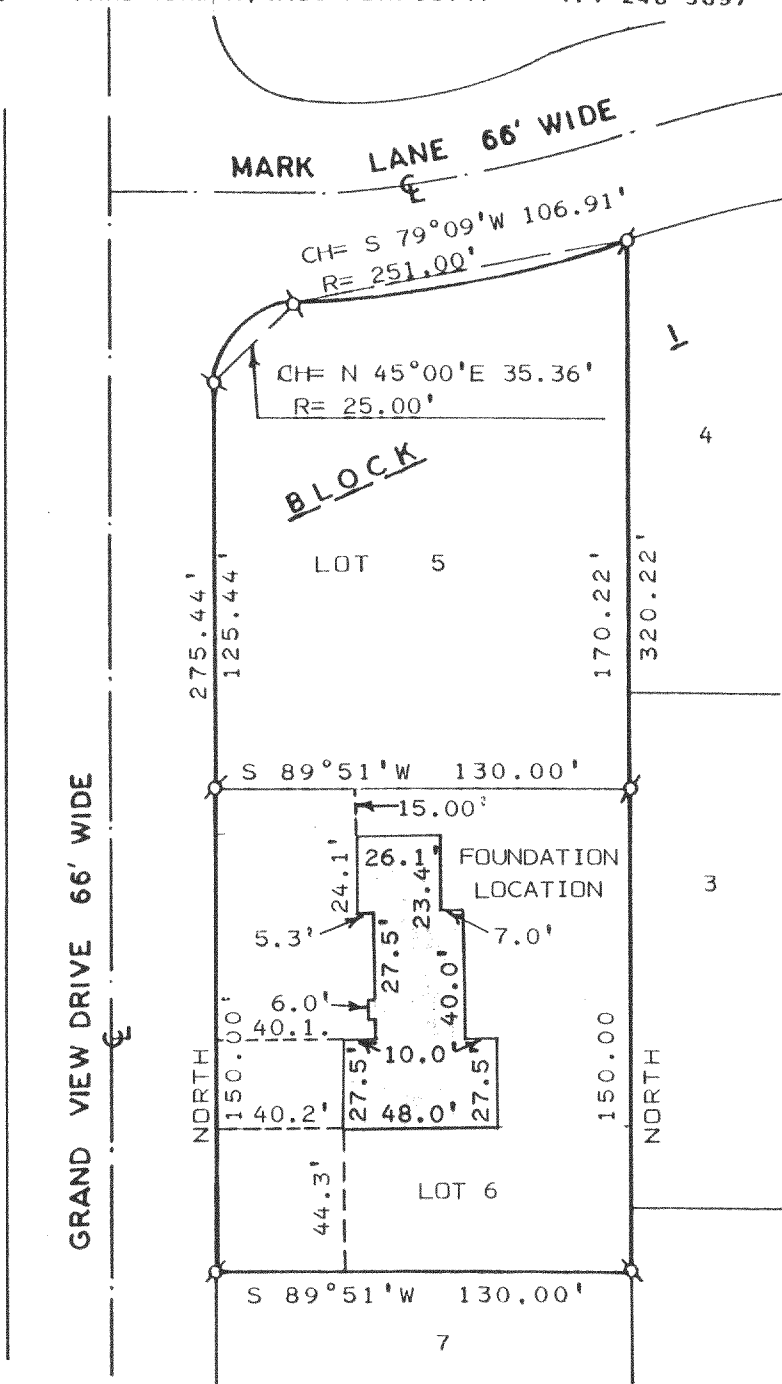 MARK LANE 66' WIDE
℄
CH= S 79°09'W 106.91'
R= 251.00'
CH= N 45°00'E 35.36'
R= 25.00'
1
4
BLOCK
LOT 5
275.44'
125.44'
170.22'
320.22'
S 89°51'W 130.00'
15.00'
24.1'
26.1'
23.4'
FOUNDATION
LOCATION
3
5.3'
27.5'
7.0'
40.0'
6.0'
40.1.
10.0'
27.5'
48.0'
27.5'
40.2'
44.3'
LOT 6
GRAND VIEW DRIVE 66' WIDE
℄
NORTH
150.00'
150.00
NORTH
S 89°51'W 130.00'
7